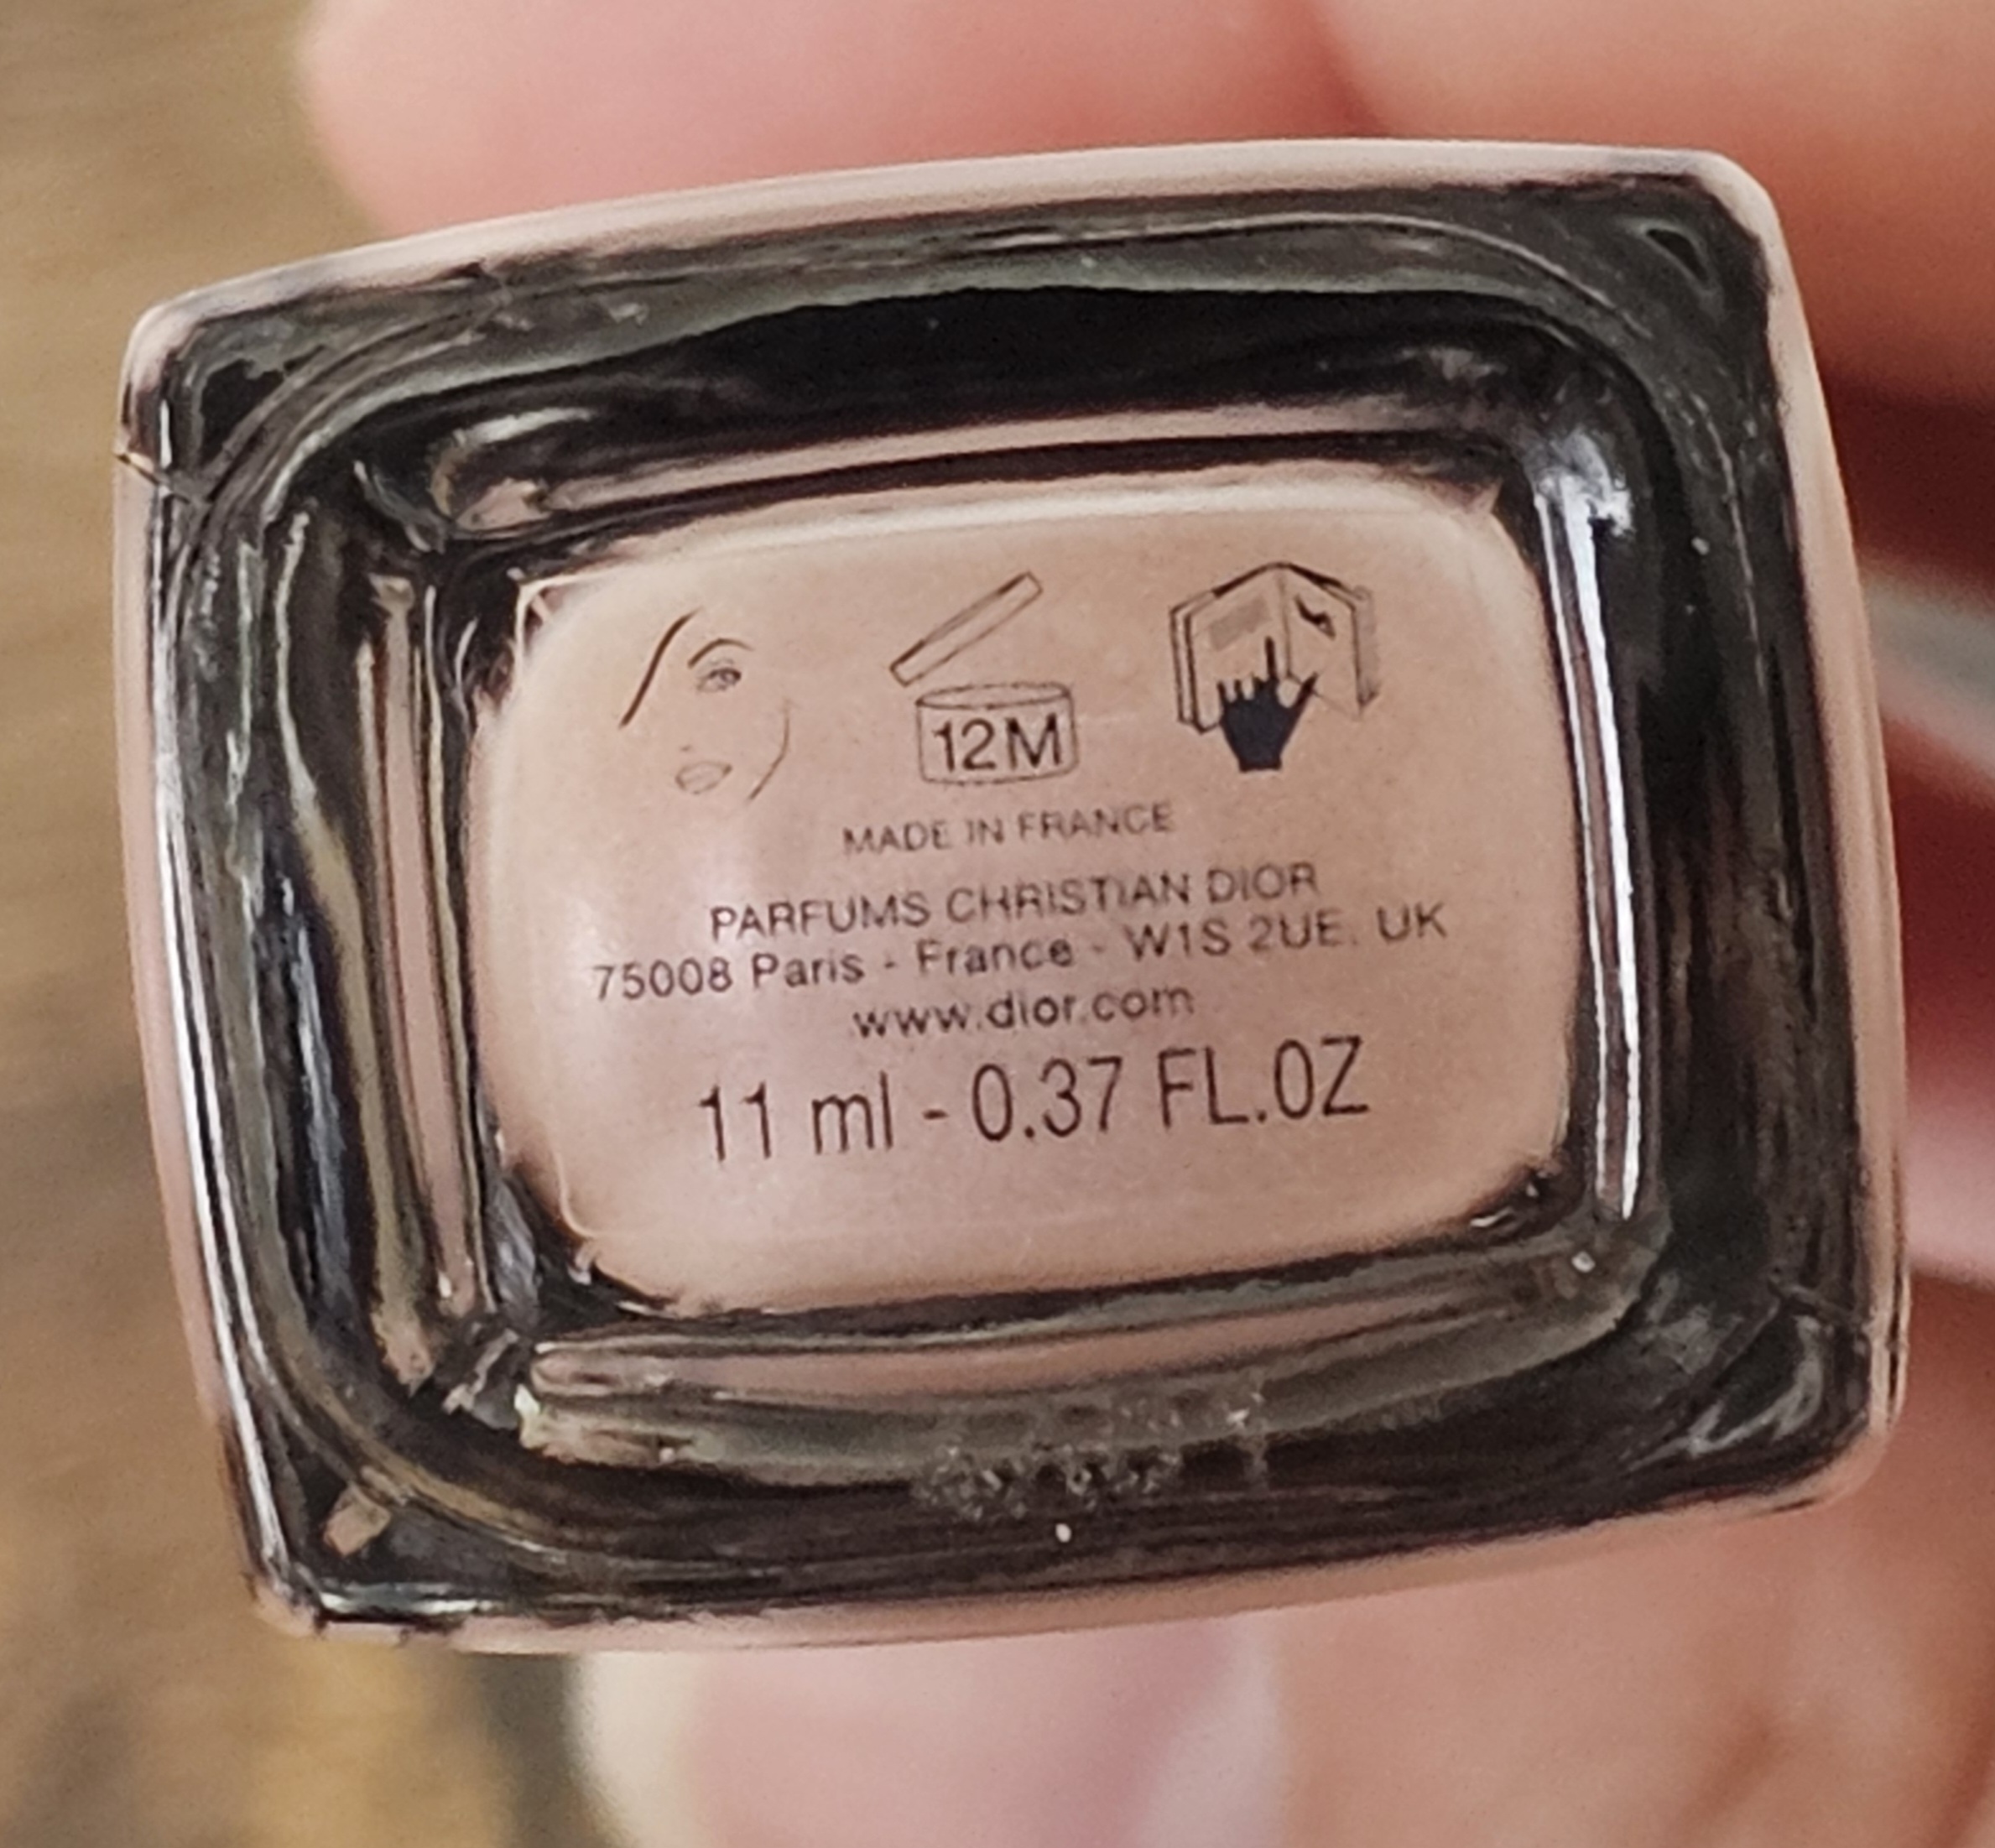 12M
MADE IN FRANCE
PARFUMS CHRISTIAN DIOR
75008 Paris - France - W1S 2UE. UK
www.dior.com
11 ml - 0.37 FL.OZ